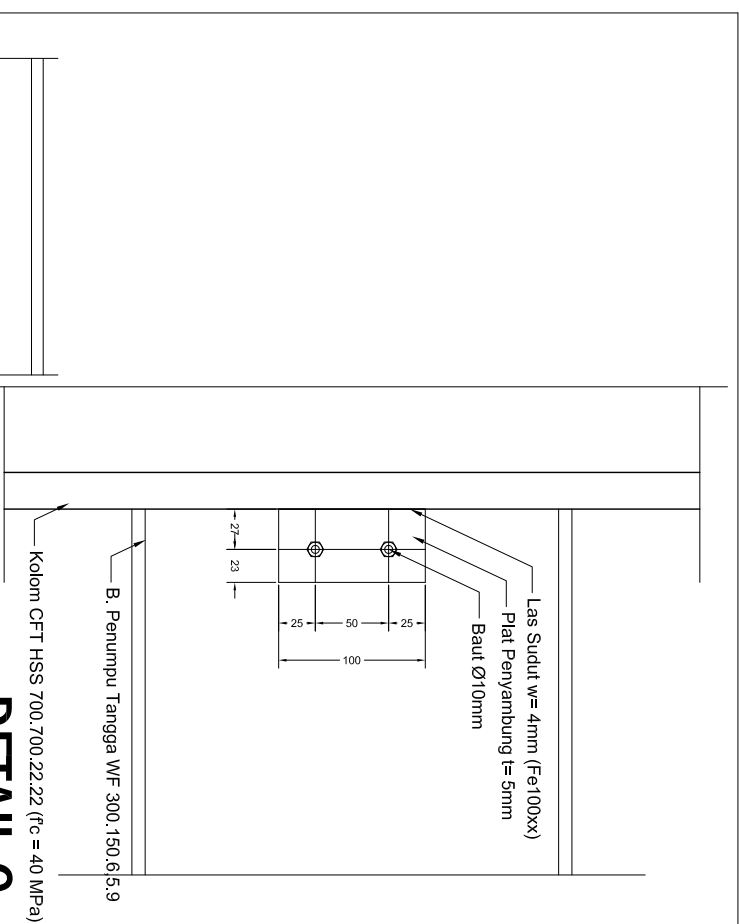 Las Sudut w= 4mm (Fe100xx)
Plat Penyambung t= 5mm
Baut Ø10mm
27
23
25
50
25
100
B. Penumpu Tangga WF 300.150.6,5.9
Kolom CFT HSS 700.700.22.22 (f'c = 40 MPa)
DETAIL